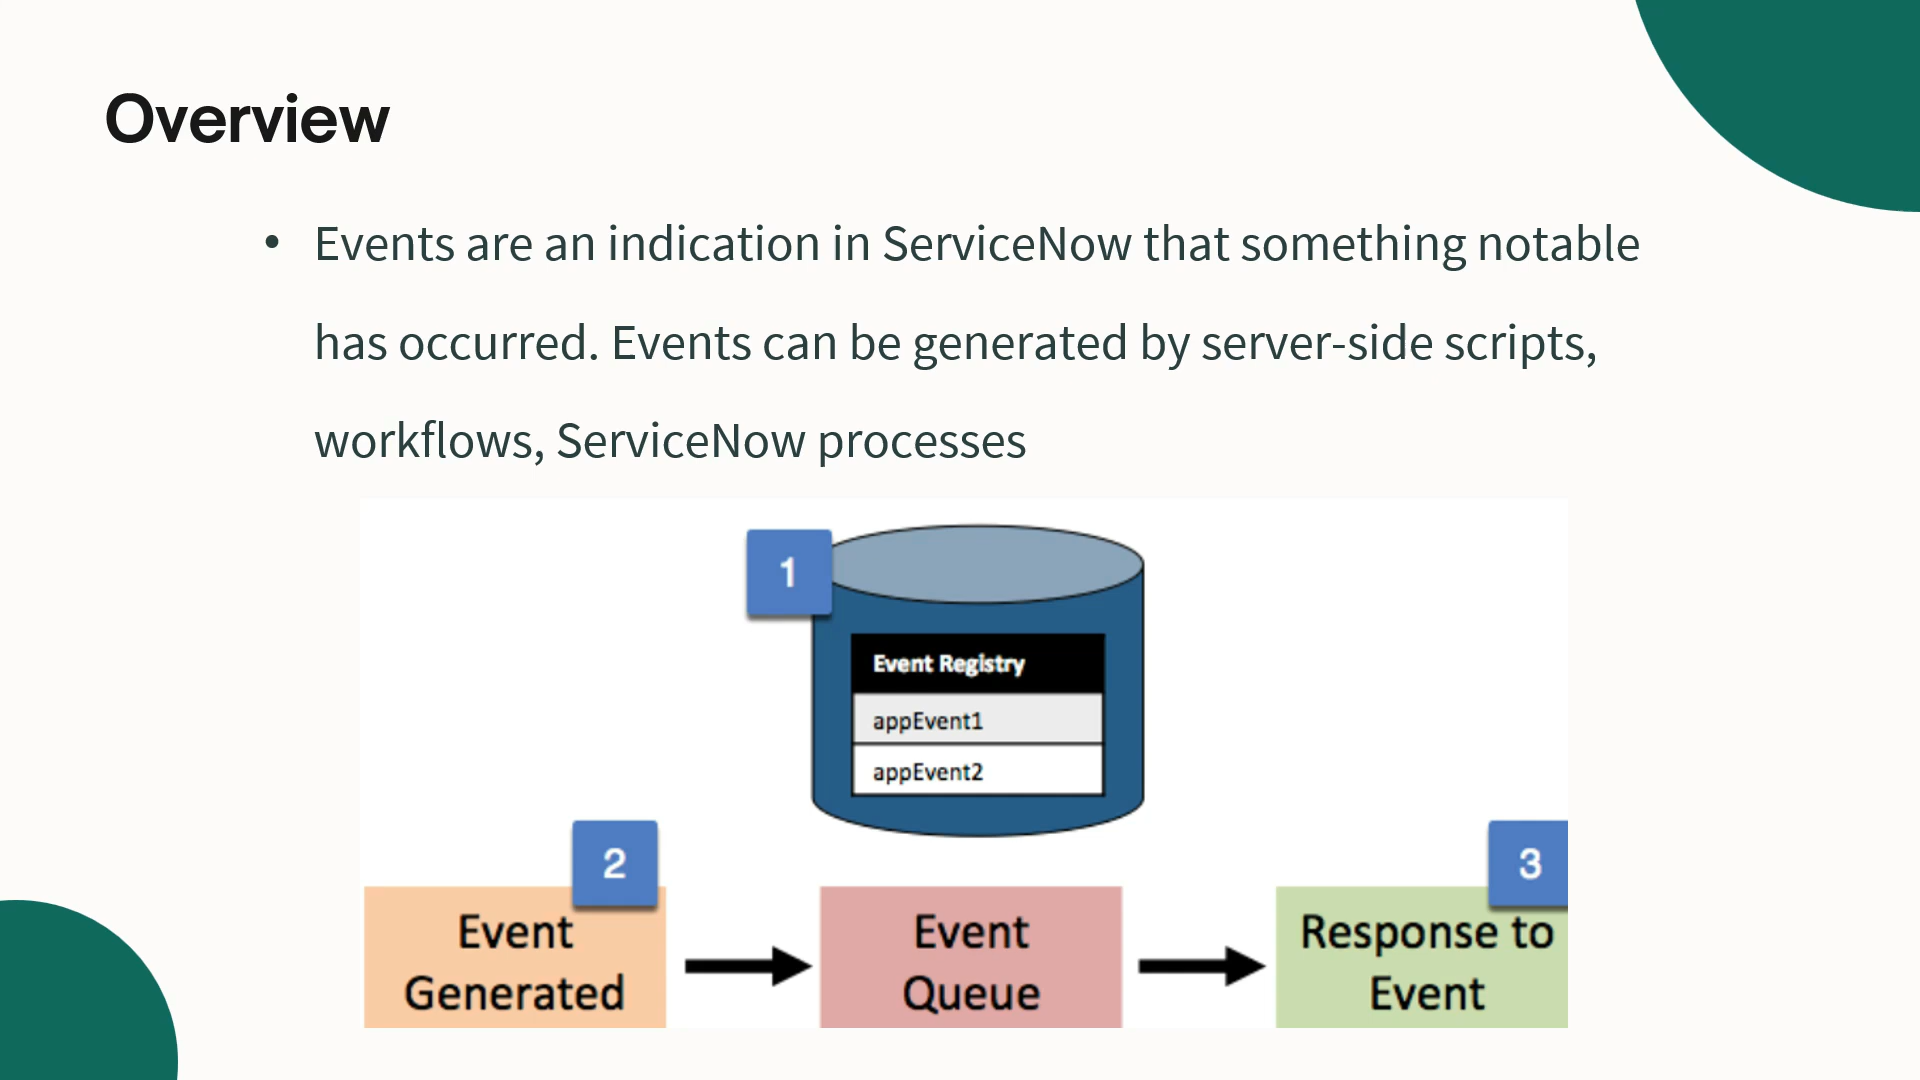 Overview
• Events are an indication in ServiceNow that something notable
has occurred. Events can be generated by server-side scripts,
workflows, ServiceNow processes
1
Event Registry
appEvent1
appEvent2
2
Event
Generated
Event
Queue
3
Response to
Event